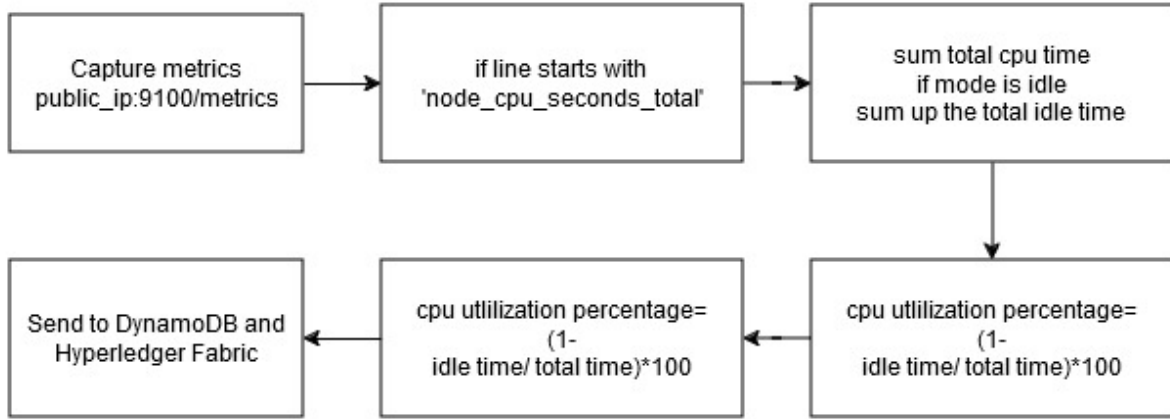 Capture metrics
public_ip:9100/metrics
if line starts with
'node_cpu_seconds_total'
sum total cpu time
if mode is idle
sum up the total idle time
cpu utlilization percentage=
(1-
idle time/ total time)*100
cpu utlilization percentage=
(1-
idle time/ total time)*100
Send to DynamoDB and
Hyperledger Fabric